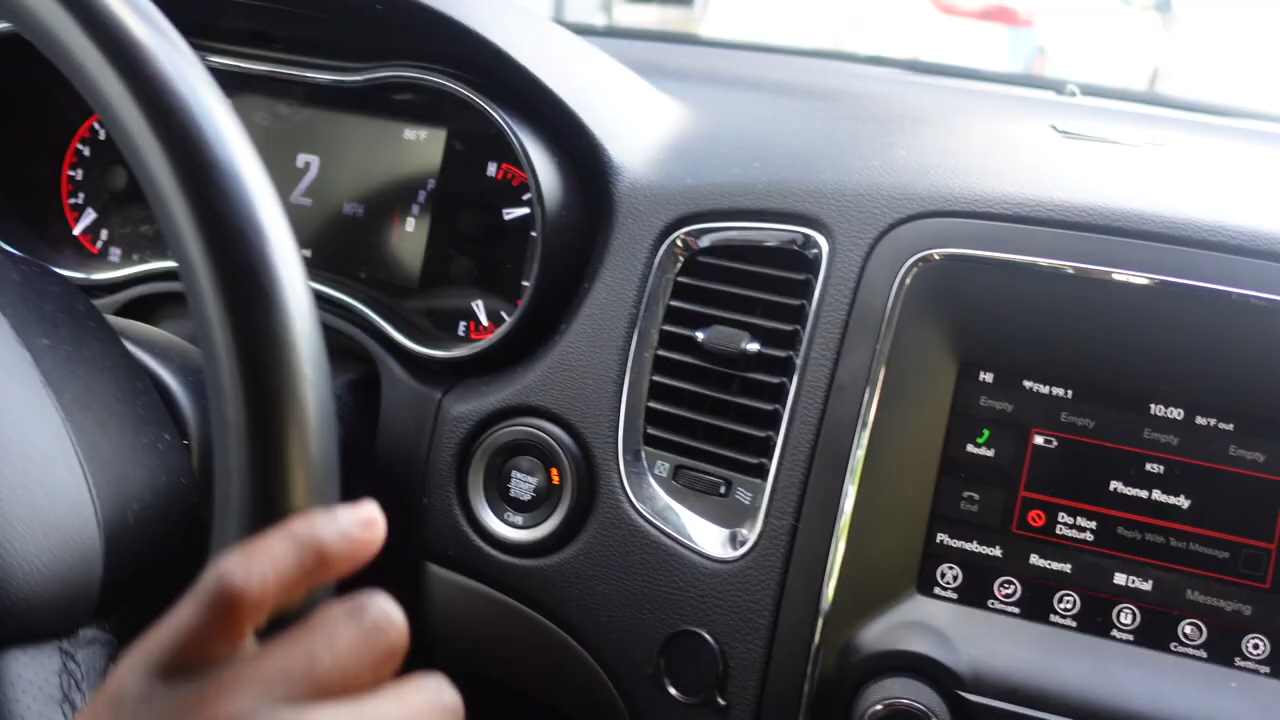 86°F
2
MPH
P
R
N
D
H
E
ENGINE
START
STOP
HI
FM 99.1
10:00
86°F out
Empty
Empty
Empty
Empty
Redial
KS1
Phone Ready
End
Do Not
Disturb
Reply With Text Message
Phonebook
Recent
Dial
Messaging
Radio
Climate
Media
Apps
Controls
Settings